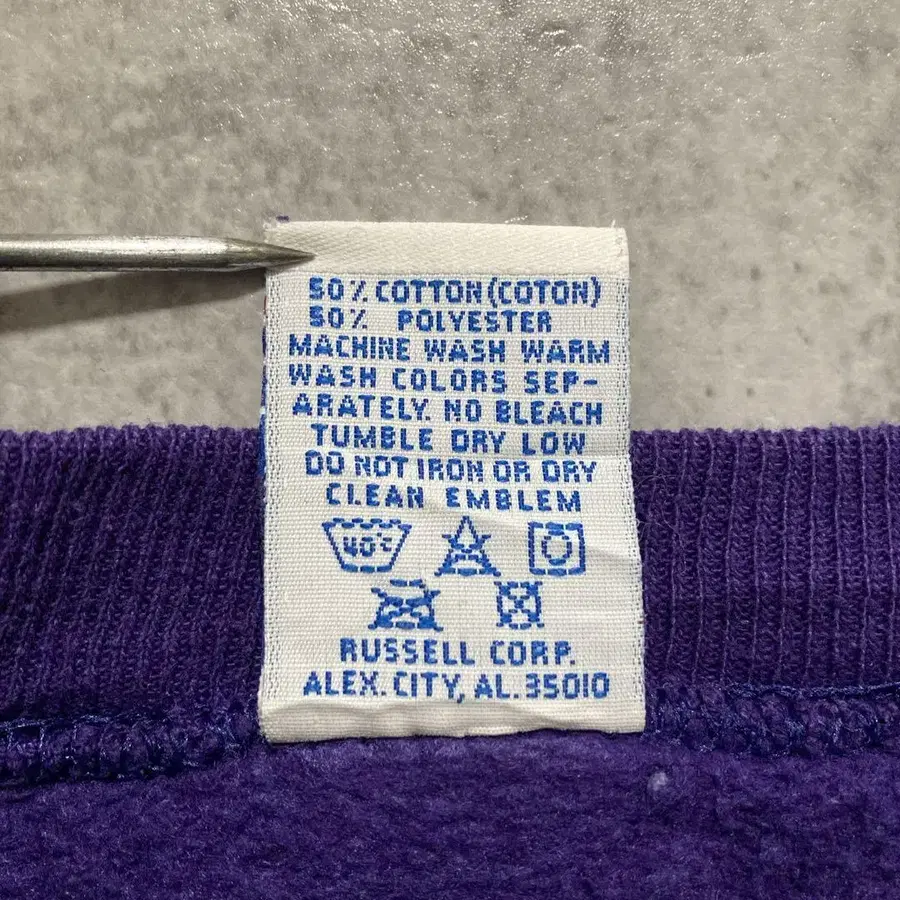 50% COTTON (COTON)
50% POLYESTER
MACHINE WASH WARM
WASH COLORS SEP-
ARATELY. NO BLEACH
TUMBLE DRY LOW
DO NOT IRON OR DRY
CLEAN EMBLEM
40°C
RUSSELL CORP.
ALEX. CITY, AL. 35010